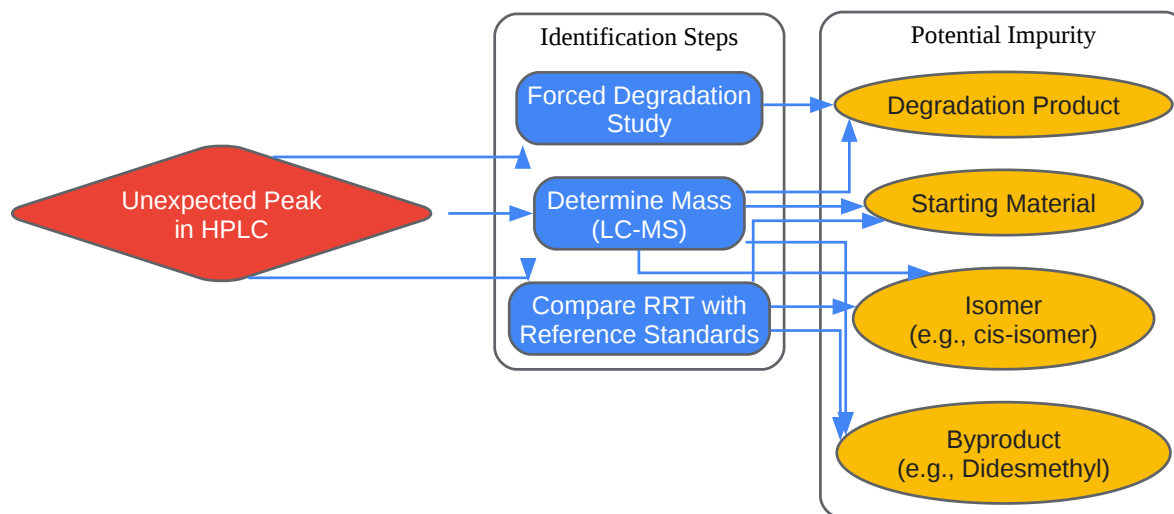 Identification Steps
Potential Impurity
Forced Degradation
Study
Degradation Product
Unexpected Peak
in HPLC
Determine Mass
(LC-MS)
Starting Material
Compare RRT with
Reference Standards
Isomer
(e.g., cis-isomer)
Byproduct
(e.g., Didesmethyl)